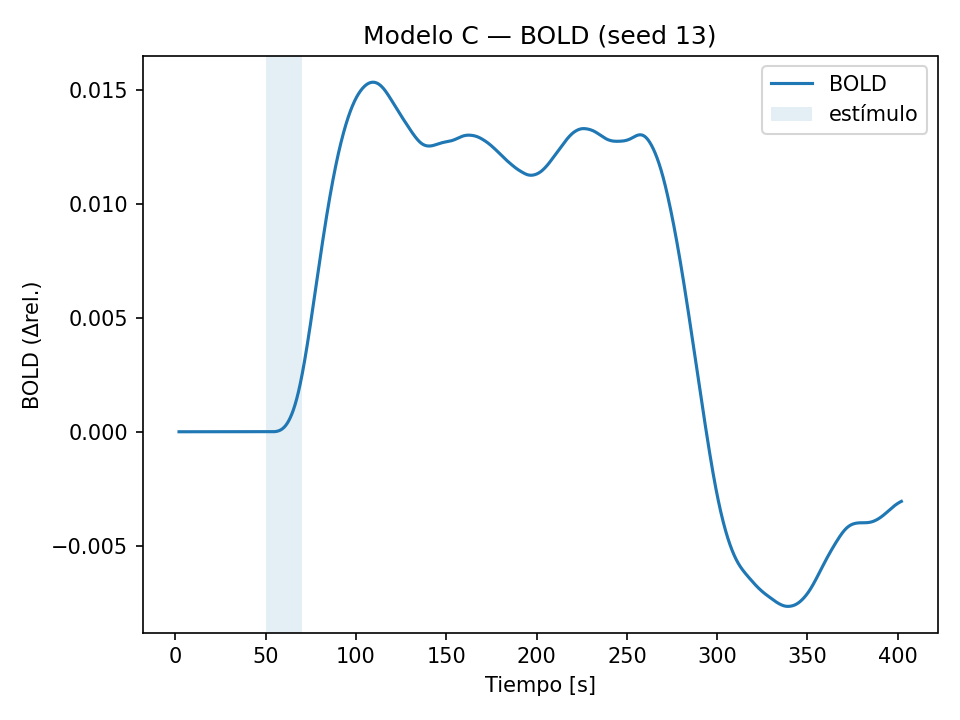 Modelo C — BOLD (seed 13)
BOLD
estímulo
BOLD (Δrel.)
0.015
0.010
0.005
0.000
−0.005
0 50 100 150 200 250 300 350 400
Tiempo [s]